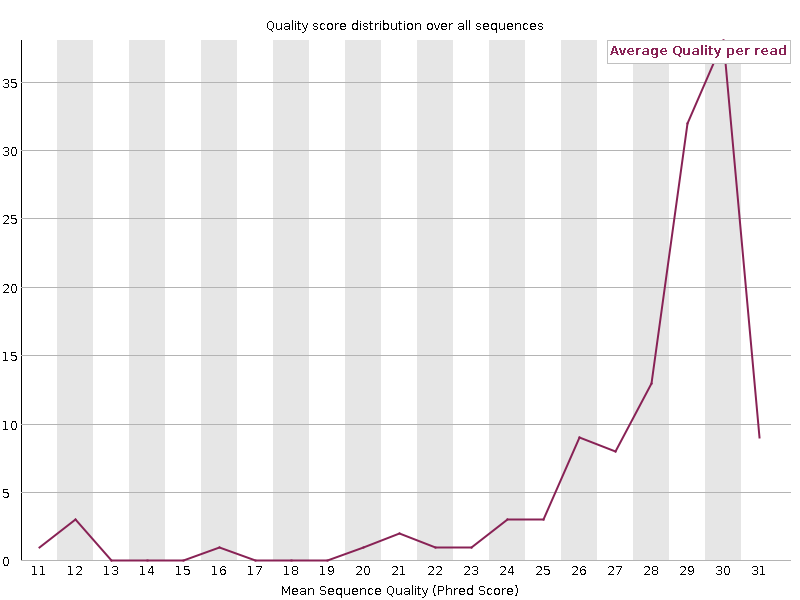 Quality score distribution over all sequences
Average Quality per read
35
30
25
20
15
10
5
0
11 12 13 14 15 16 17 18 19 20 21 22 23 24 25 26 27 28 29 30 31
Mean Sequence Quality (Phred Score)